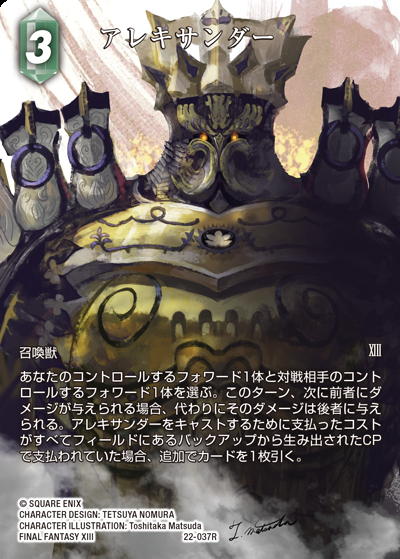 3
アレキサンダー
召喚獣
XIII
あなたのコントロールするフォワード1体と対戦相手のコント
ロールするフォワード1体を選ぶ。このターン、次に前者にダ
メージが与えられる場合、代わりにそのダメージは後者に与え
られる。アレキサンダーをキャストするために支払ったコスト
がすべてフィールドにあるバックアップから生み出されたCP
で支払われていた場合、追加でカードを1枚引く。
© SQUARE ENIX
CHARACTER DESIGN: TETSUYA NOMURA
CHARACTER ILLUSTRATION: Toshitaka Matsuda
FINAL FANTASY XIII 22-037R
T. Matsuda